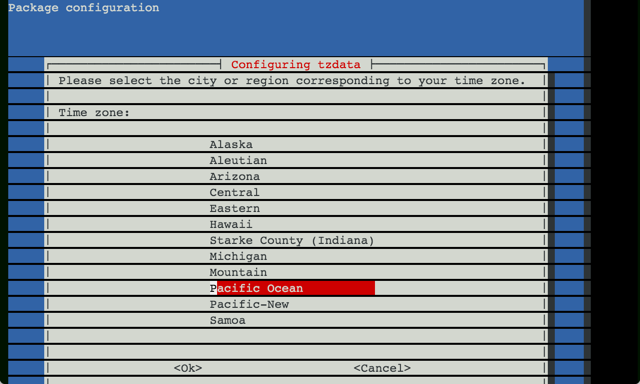 Package configuration
Configuring tzdata
Please select the city or region corresponding to your time zone.
Time zone:
Alaska
Aleutian
Arizona
Central
Eastern
Hawaii
Starke County (Indiana)
Michigan
Mountain
Pacific Ocean
Pacific-New
Samoa
<Ok> <Cancel>